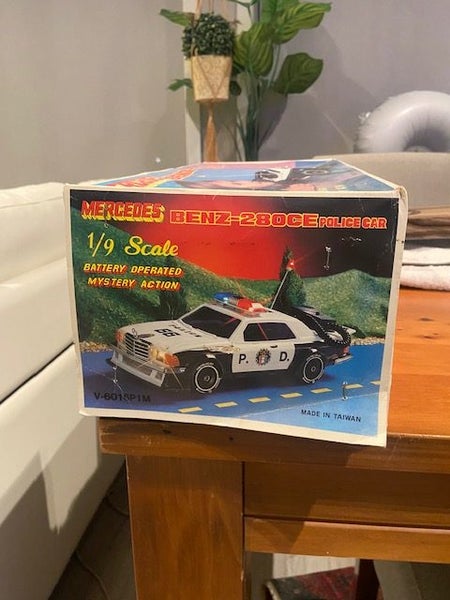 MERCEDES BENZ-280CE POLICE CAR
1/9 Scale
BATTERY OPERATED
MYSTERY ACTION
P. D.
V-6015P1M
MADE IN TAIWAN